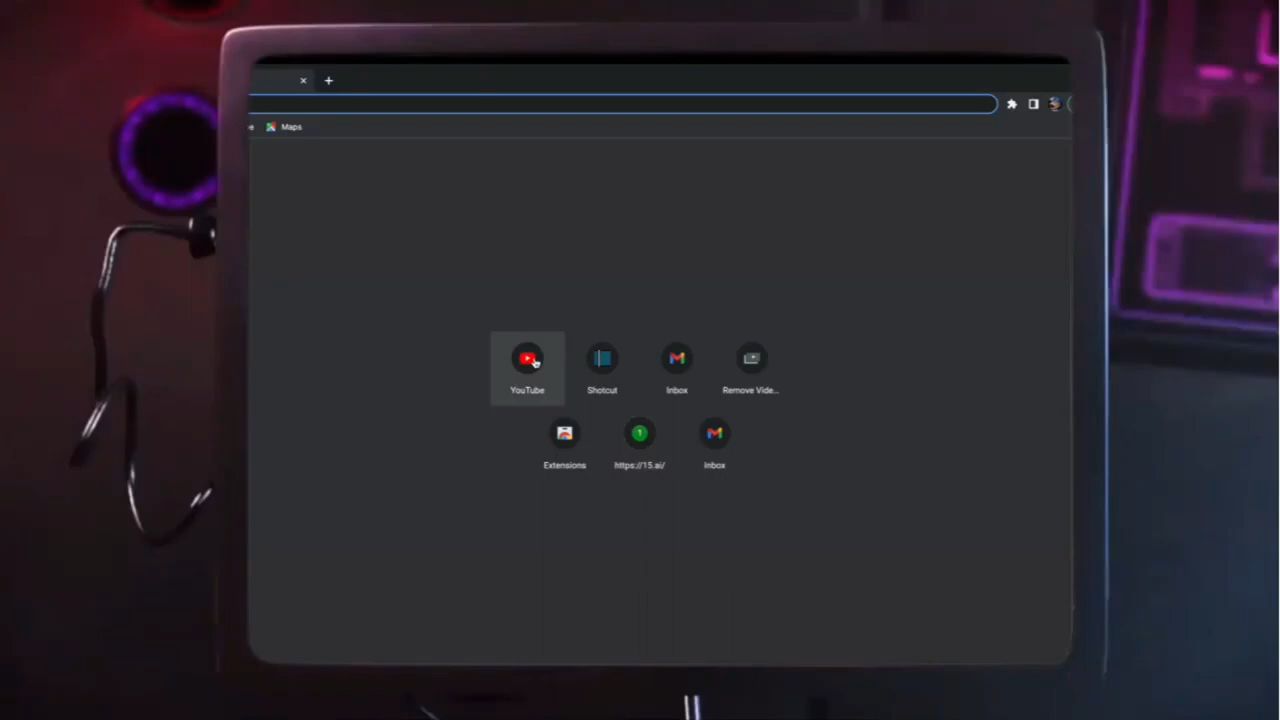 Maps
YouTube
Shotcut
Inbox
Remove Vide...
Extensions
https://15.ai/
Inbox